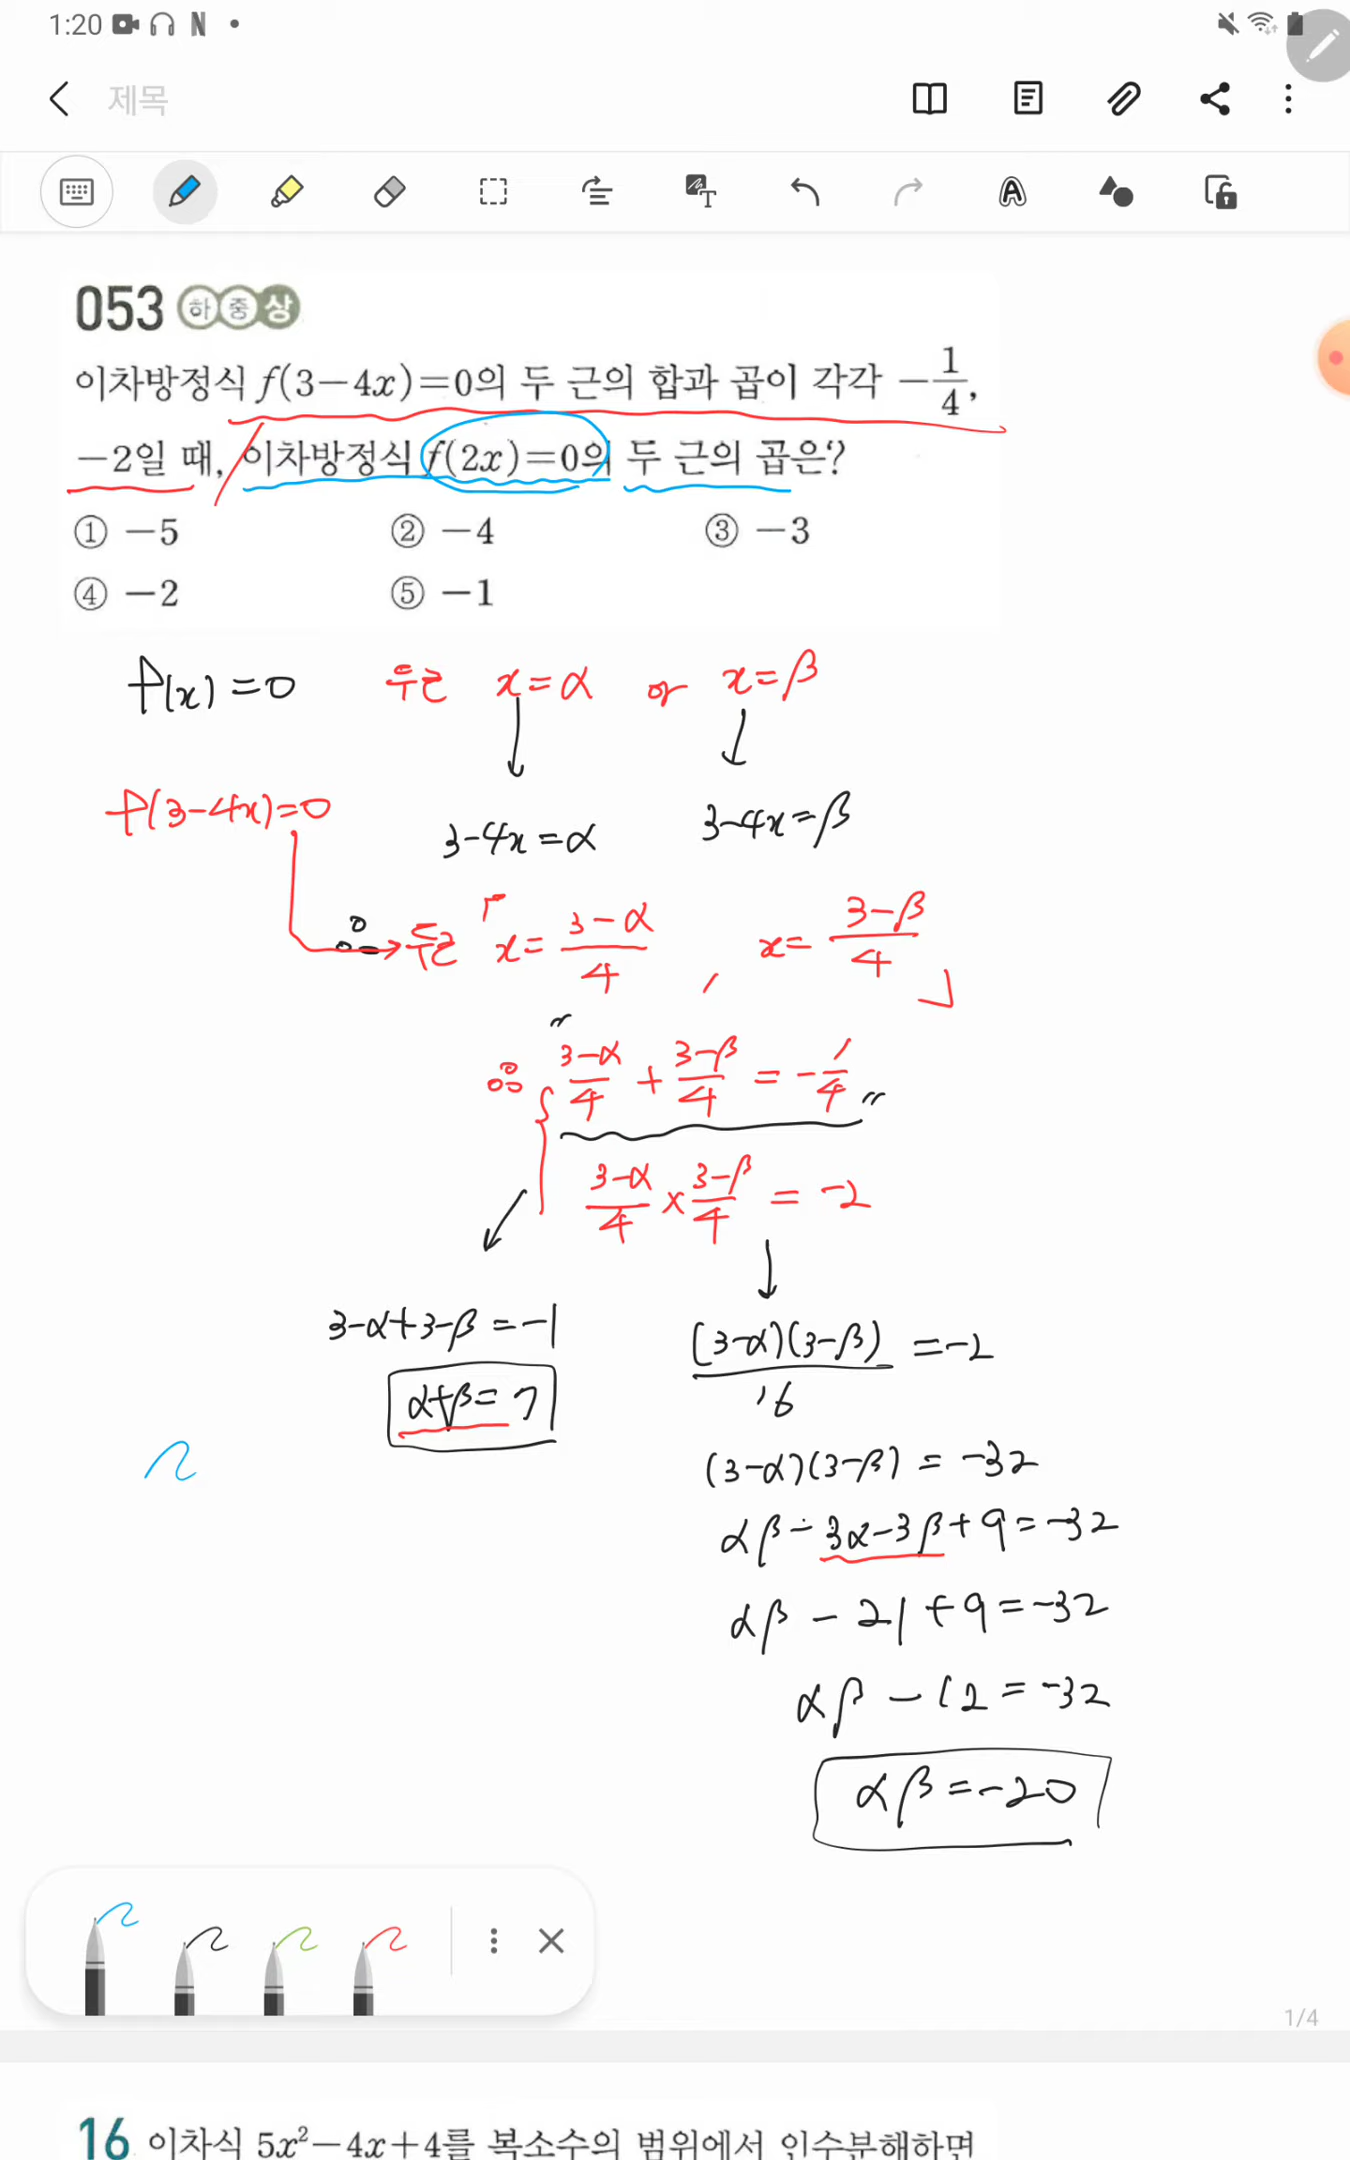 1:20
제목
053 하 중 상
이차방정식 f(3-4x)=0의 두 근의 합과 곱이 각각 -1/4,
-2일 때, 이차방정식 f(2x)=0의 두 근의 곱은?
① -5 ② -4 ③ -3
④ -2 ⑤ -1
f(x)=0 두근 x=α or x=β
f(3-4x)=0 3-4x=α 3-4x=β
∴ 두근 「x=(3-α)/4 , x=(3-β)/4」
∴ { "(3-α)/4 + (3-β)/4 = -1/4"
(3-α)/4 × (3-β)/4 = -2
3-α+3-β=-1 (3-α)(3-β)/16 =-2
α+β=7
(3-α)(3-β) = -32
αβ-3α-3β+9=-32
αβ-21+9=-32
αβ-12=-32
αβ=-20
1/4
16 이차식 5x²-4x+4를 복소수의 범위에서 인수분해하면